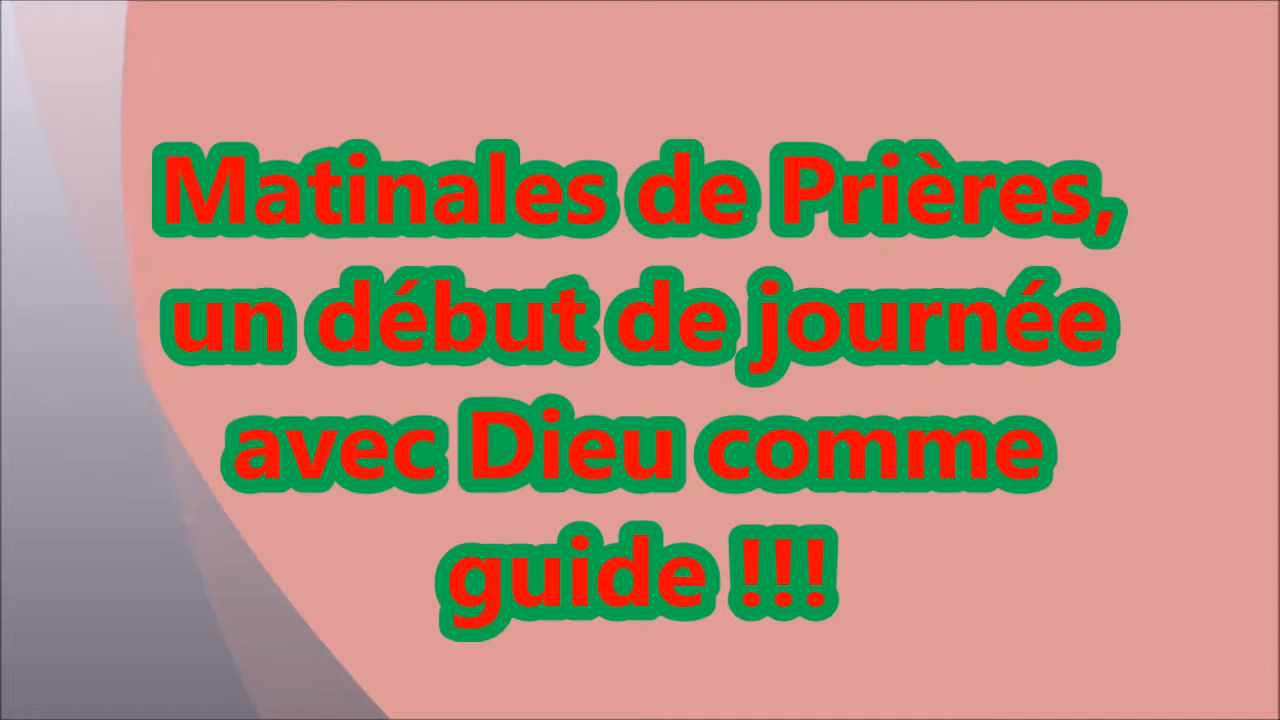 Matinales de Prières,
un début de journée
avec Dieu comme
guide !!!